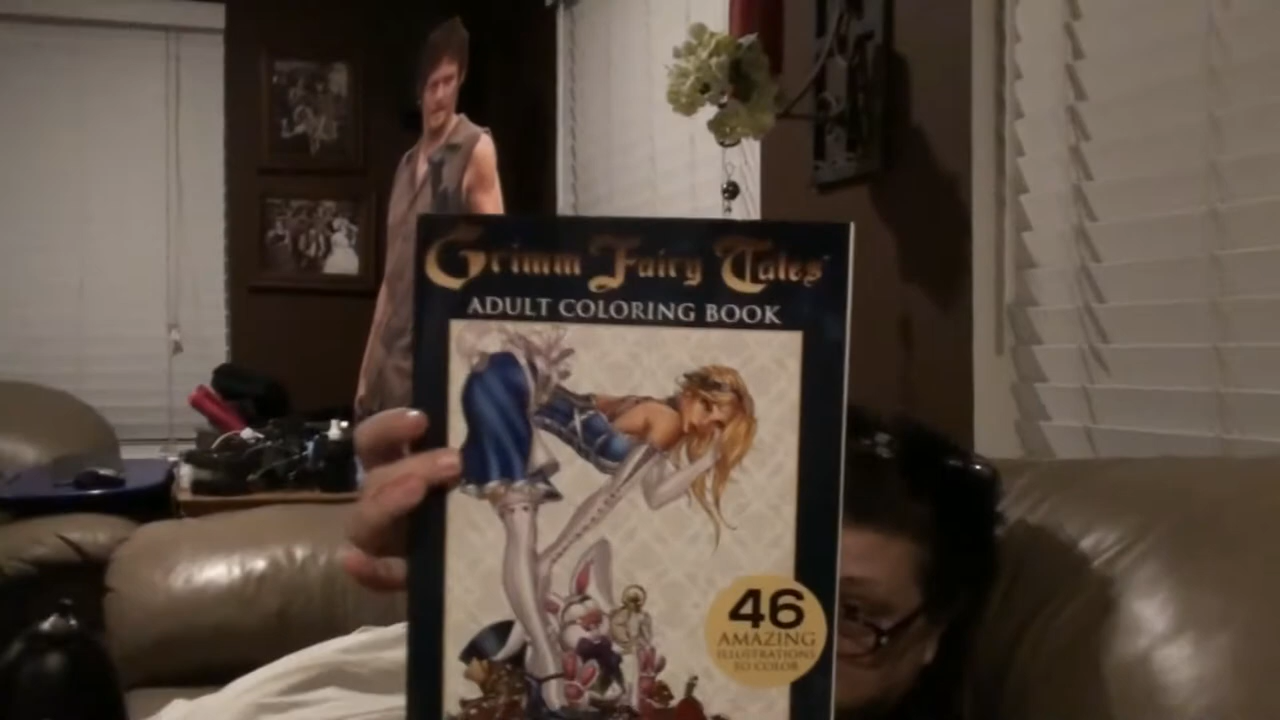 Grimm Fairy Tales
ADULT COLORING BOOK
46
AMAZING
ILLUSTRATIONS
TO COLOR